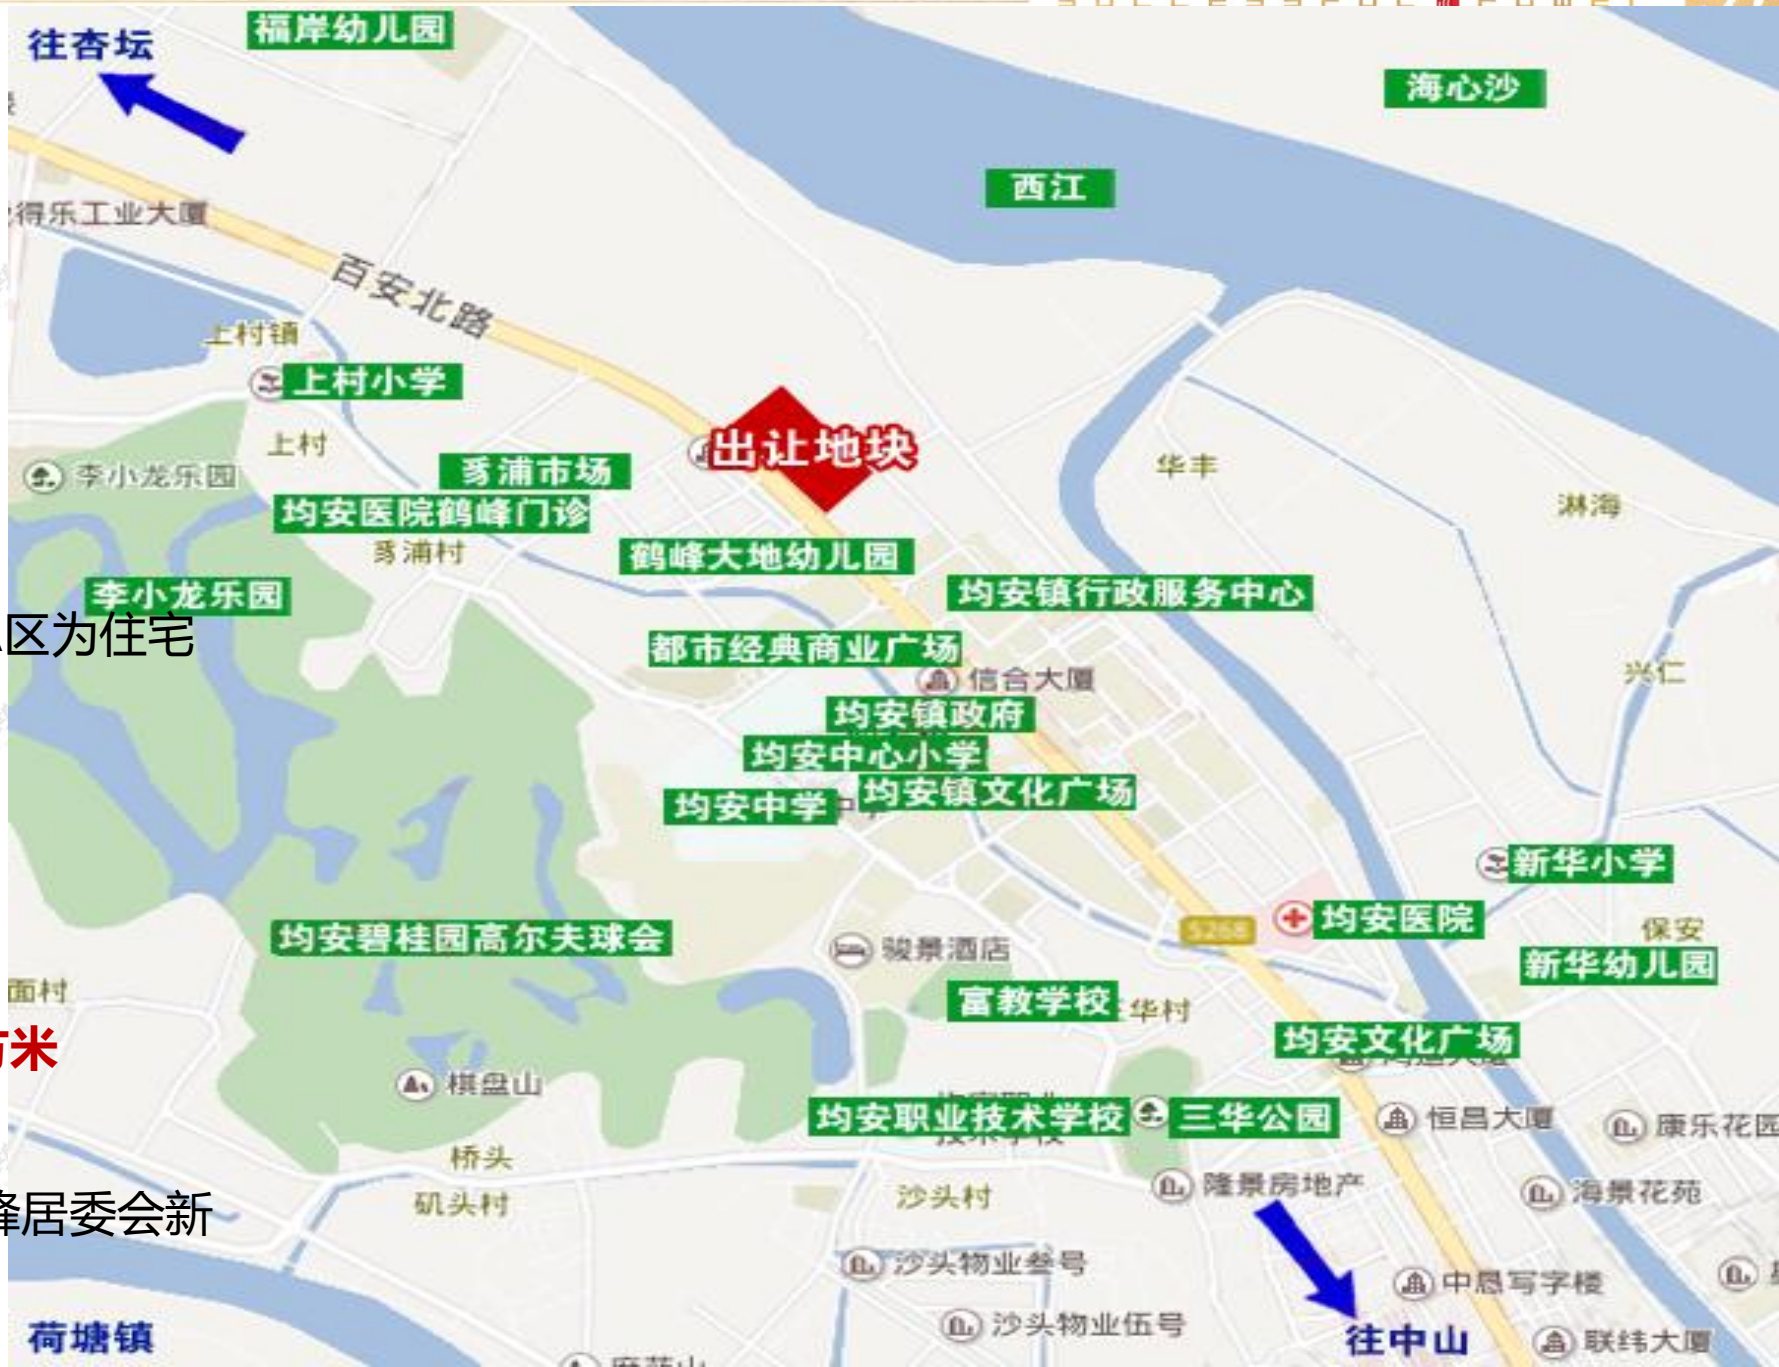 往杏坛
福岸幼儿园
海心沙
西江
得乐工业大厦
百安北路
上村镇
上村小学
出让地块
上村
李小龙乐园
豸浦市场
华丰
均安医院鹤峰门诊
淋海
豸浦村
鹤峰大地幼儿园
李小龙乐园
均安镇行政服务中心
区为住宅
都市经典商业广场
信合大厦
兴仁
均安镇政府
均安中心小学
均安镇文化广场
均安中学
新华小学
均安医院
S268
保安
均安碧桂园高尔夫球会
骏景酒店
新华幼儿园
面村
富教学校
华村
均安文化广场
米
棋盘山
均安职业技术学校
三华公园
恒昌大厦
康乐花园
桥头
隆景房地产
海景花苑
矶头村
沙头村
峰居委会新
沙头物业叁号
中恳写字楼
沙头物业伍号
荷塘镇
往中山
联纬大厦